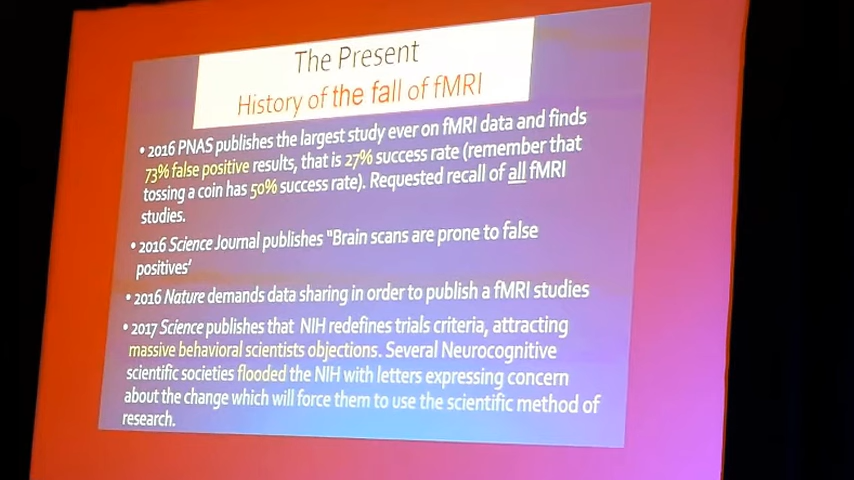 The Present
History of the fall of fMRI
• 2016 PNAS publishes the largest study ever on fMRI data and finds
73% false positive results, that is 27% success rate (remember that
tossing a coin has 50% success rate). Requested recall of all fMRI
studies.
• 2016 Science Journal publishes "Brain scans are prone to false
positives'
• 2016 Nature demands data sharing in order to publish a fMRI studies
• 2017 Science publishes that NIH redefines trials criteria, attracting
massive behavioral scientists objections. Several Neurocognitive
scientific societies flooded the NIH with letters expressing concern
about the change which will force them to use the scientific method of
research.